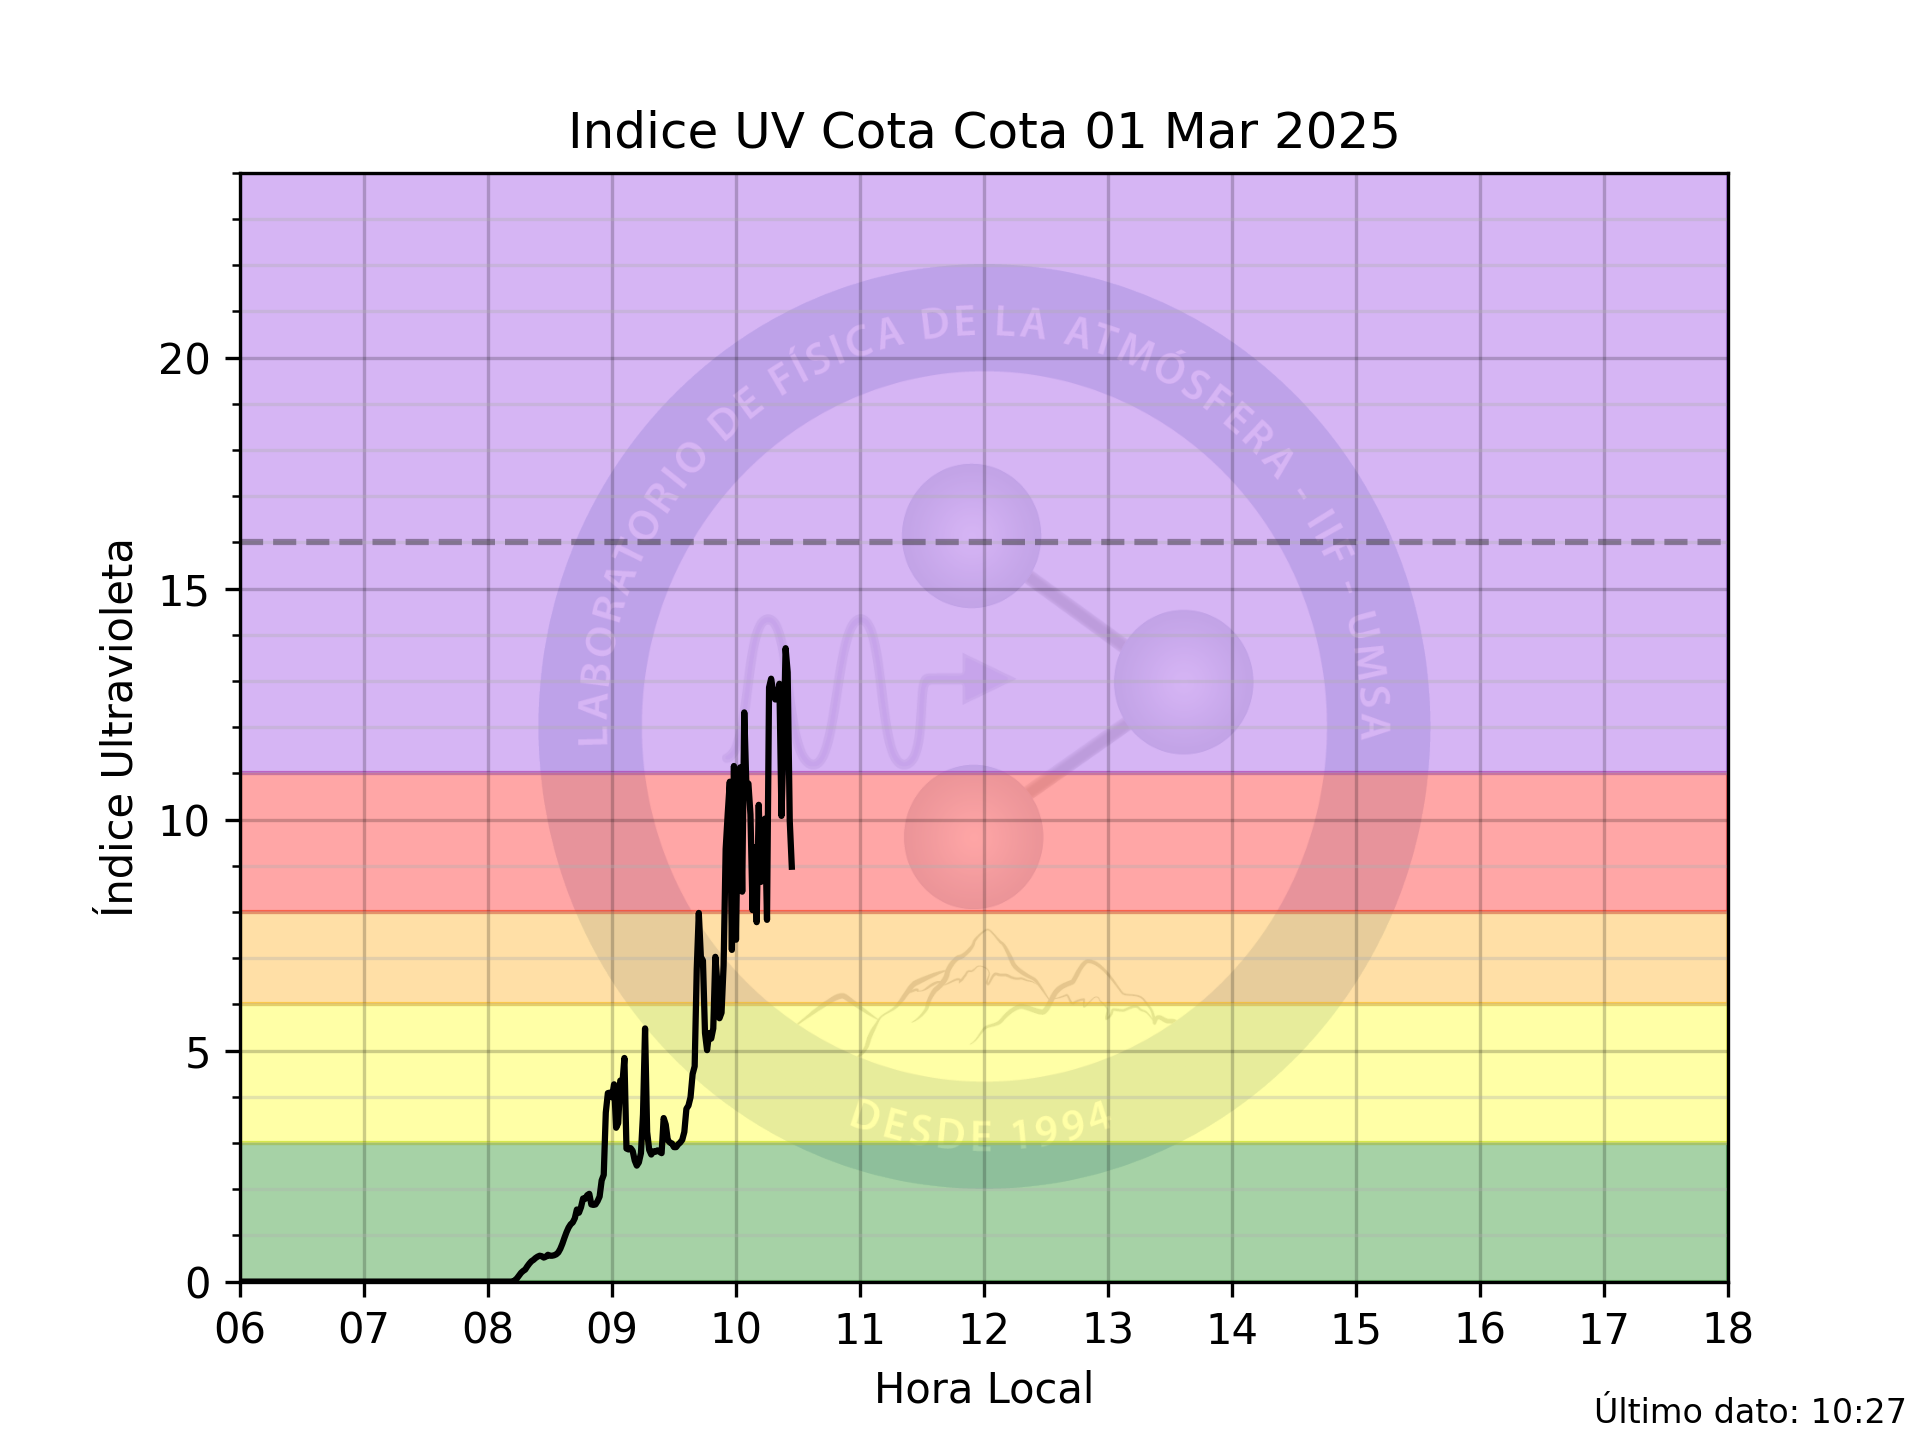 Indice UV Cota Cota 01 Mar 2025
Índice Ultravioleta
20
15
10
5
0
LABORATORIO DE FÍSICA DE LA ATMÓSFERA - IIF - UMSA
DESDE 1994
06 07 08 09 10 11 12 13 14 15 16 17 18
Hora Local
Último dato: 10:27